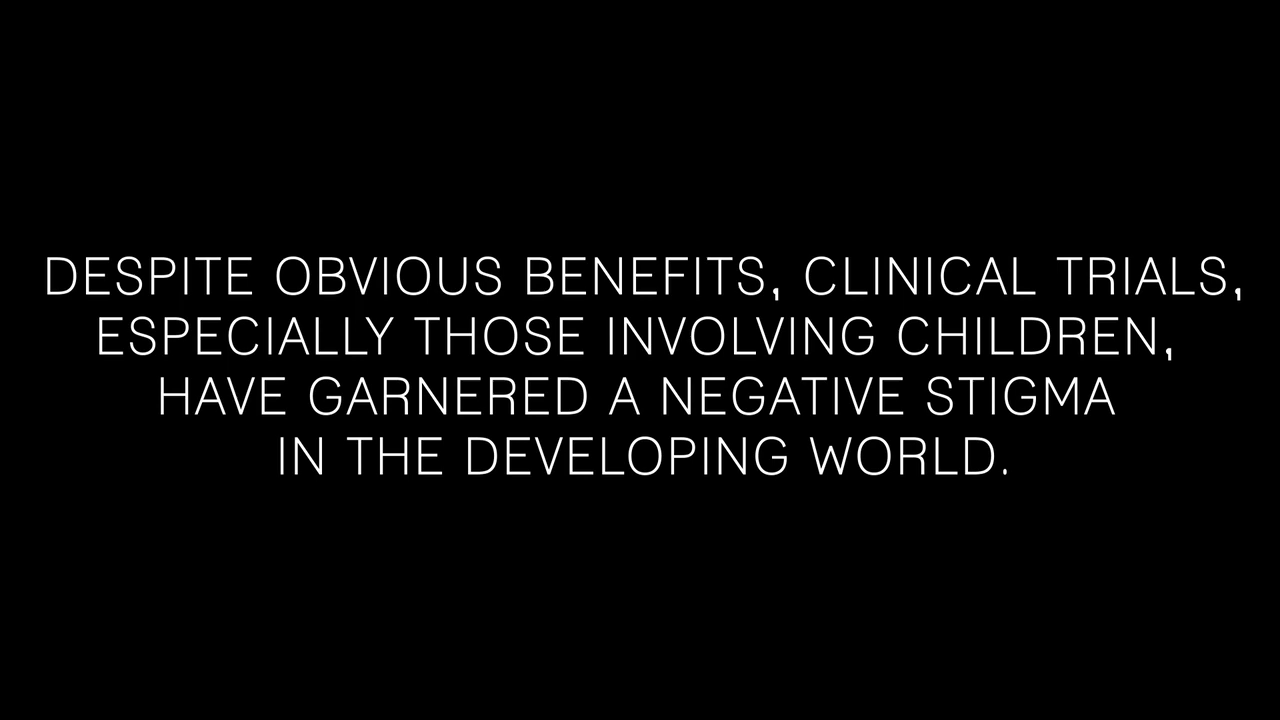 DESPITE OBVIOUS BENEFITS, CLINICAL TRIALS,
ESPECIALLY THOSE INVOLVING CHILDREN,
HAVE GARNERED A NEGATIVE STIGMA
IN THE DEVELOPING WORLD.